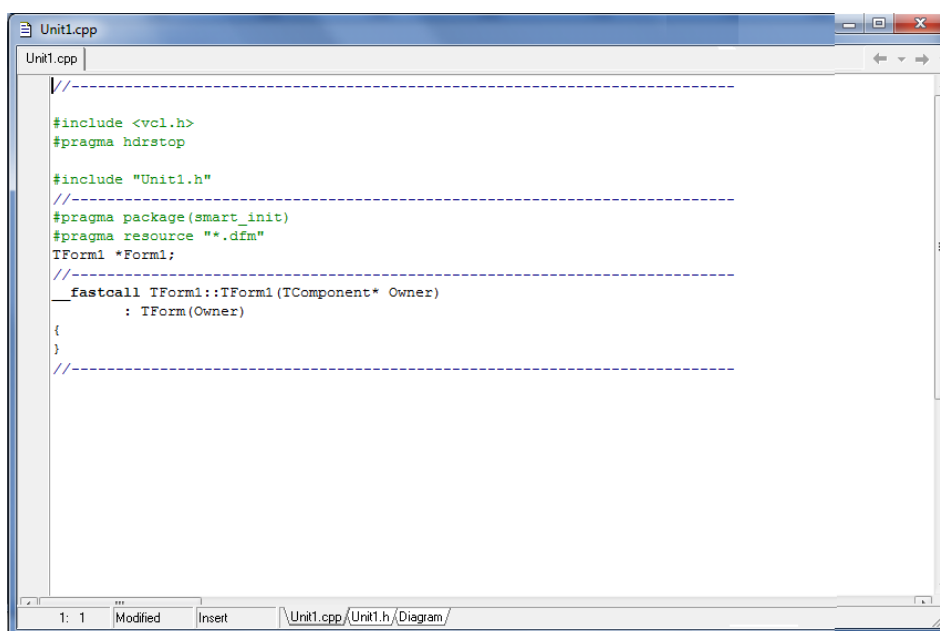 Unit1.cpp
Unit1.cpp
//---------------------------------------------------------------------------
#include <vcl.h>
#pragma hdrstop
#include "Unit1.h"
//---------------------------------------------------------------------------
#pragma package(smart_init)
#pragma resource "*.dfm"
TForm1 *Form1;
//---------------------------------------------------------------------------
__fastcall TForm1::TForm1(TComponent* Owner)
: TForm(Owner)
{
}
//---------------------------------------------------------------------------
1: 1 Modified Insert \Unit1.cpp/Unit1.h/Diagram/